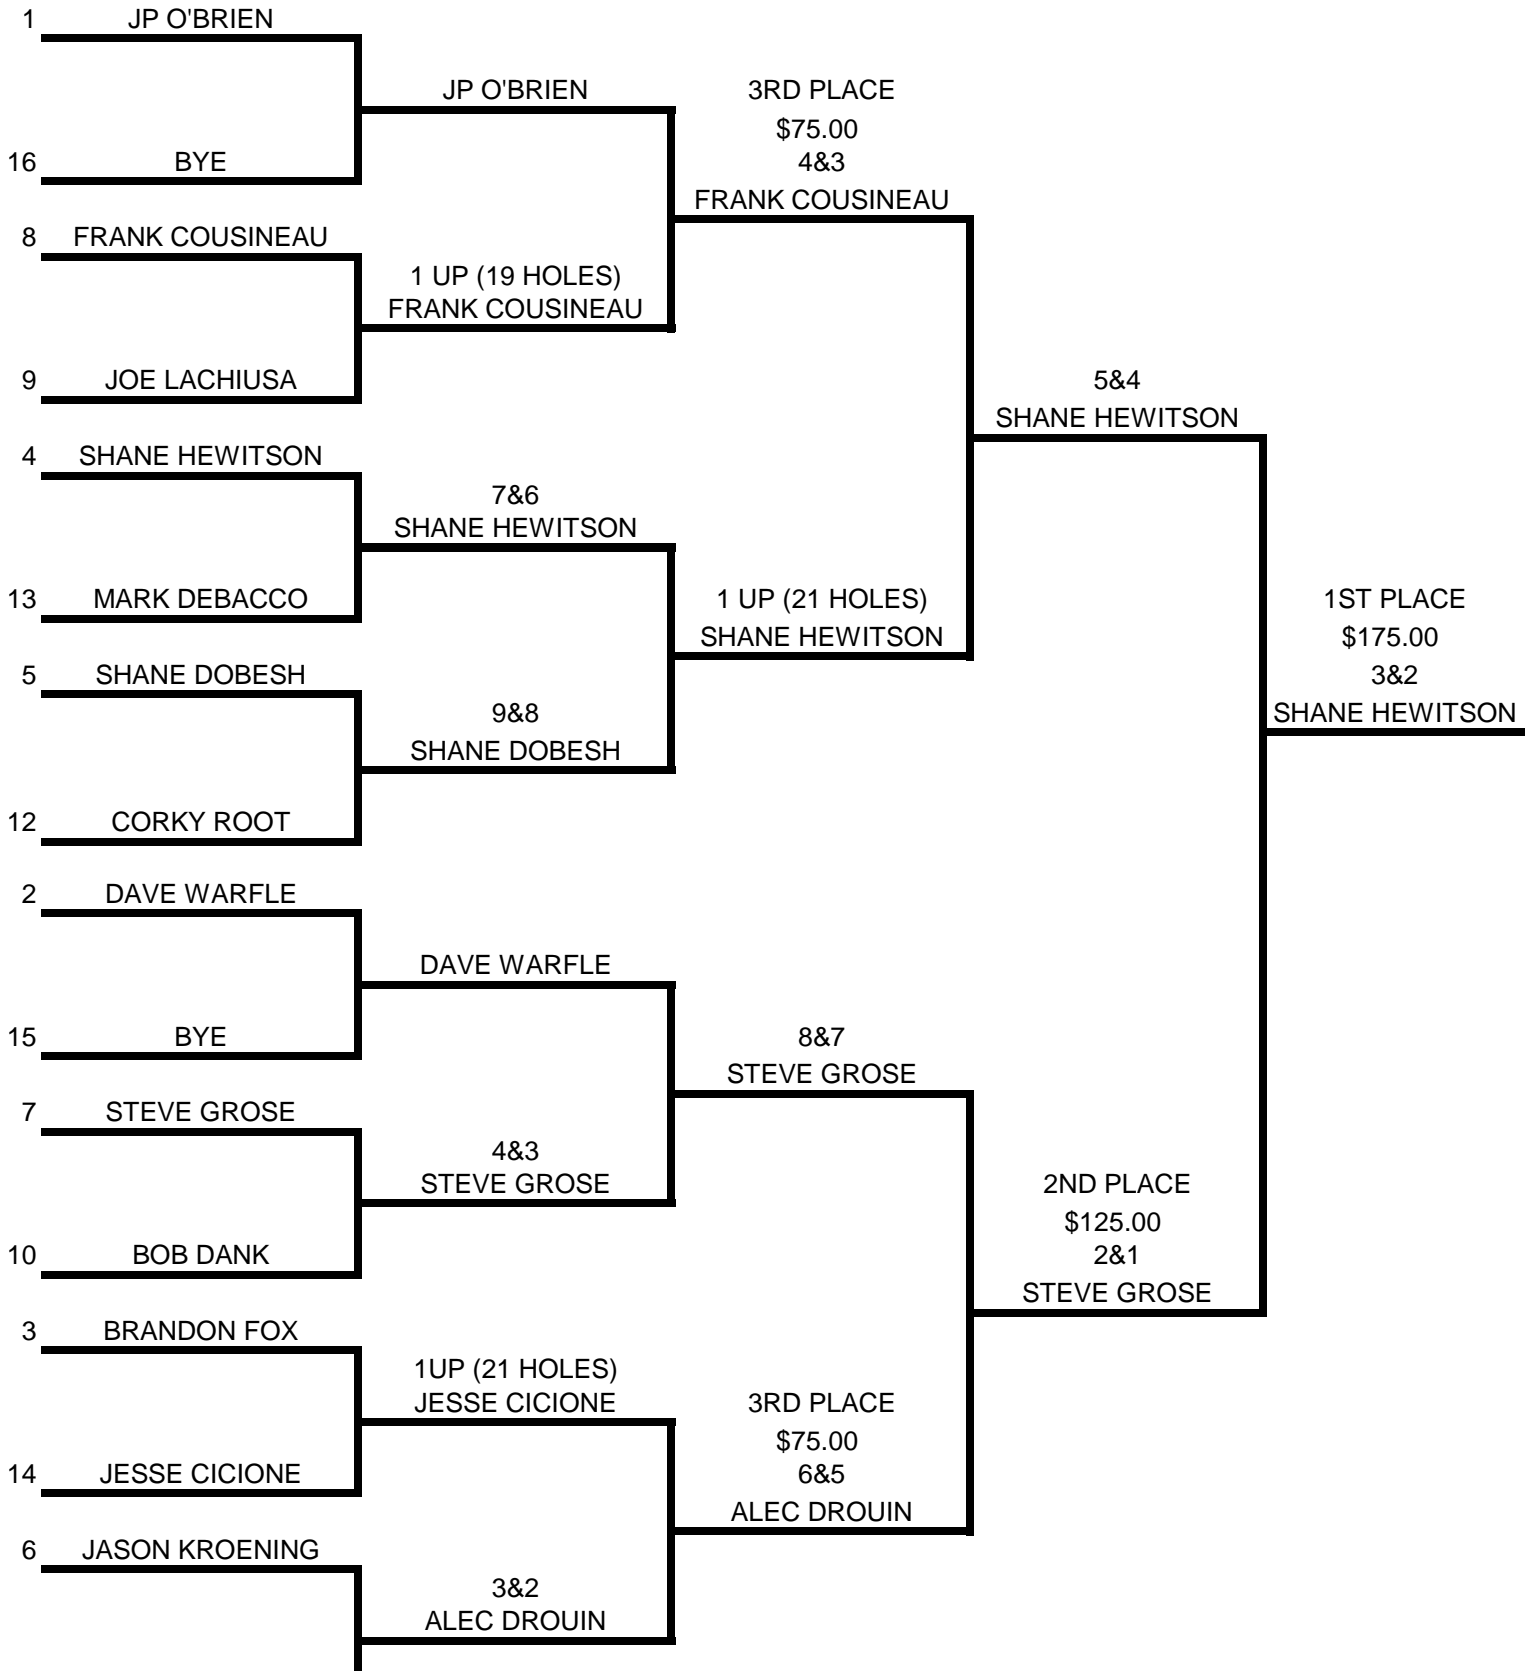 1 JP O'BRIEN
JP O'BRIEN
3RD PLACE
$75.00
16 BYE
4&3
FRANK COUSINEAU
8 FRANK COUSINEAU
1 UP (19 HOLES)
FRANK COUSINEAU
9 JOE LACHIUSA
5&4
SHANE HEWITSON
4 SHANE HEWITSON
7&6
SHANE HEWITSON
13 MARK DEBACCO
1 UP (21 HOLES)
SHANE HEWITSON
1ST PLACE
$175.00
3&2
SHANE HEWITSON
5 SHANE DOBESH
9&8
SHANE DOBESH
12 CORKY ROOT
2 DAVE WARFLE
DAVE WARFLE
15 BYE
8&7
STEVE GROSE
7 STEVE GROSE
4&3
STEVE GROSE
2ND PLACE
$125.00
2&1
STEVE GROSE
10 BOB DANK
3 BRANDON FOX
1UP (21 HOLES)
JESSE CICIONE
3RD PLACE
$75.00
6&5
ALEC DROUIN
14 JESSE CICIONE
6 JASON KROENING
3&2
ALEC DROUIN